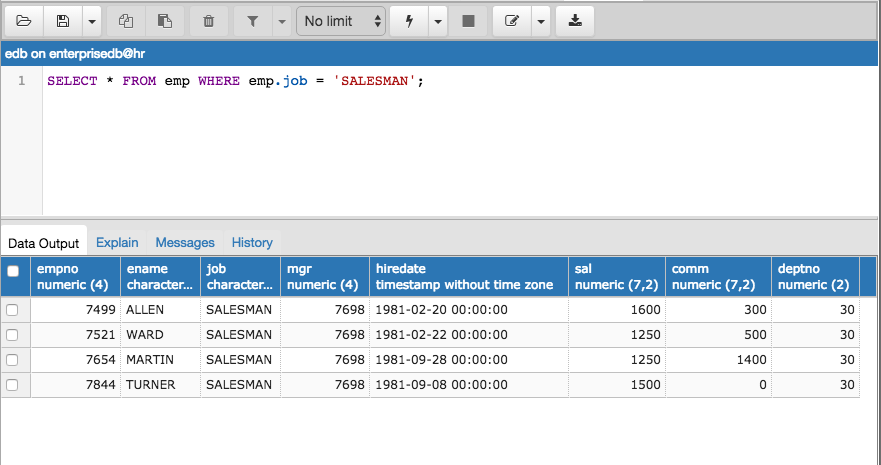 No limit
edb on enterprisedb@hr
1 SELECT * FROM emp WHERE emp.job = 'SALESMAN';
Data Output Explain Messages History
empno ename job mgr hiredate sal comm deptno
numeric (4) character... character... numeric (4) timestamp without time zone numeric (7,2) numeric (7,2) numeric (2)
7499 ALLEN SALESMAN 7698 1981-02-20 00:00:00 1600 300 30
7521 WARD SALESMAN 7698 1981-02-22 00:00:00 1250 500 30
7654 MARTIN SALESMAN 7698 1981-09-28 00:00:00 1250 1400 30
7844 TURNER SALESMAN 7698 1981-09-08 00:00:00 1500 0 30